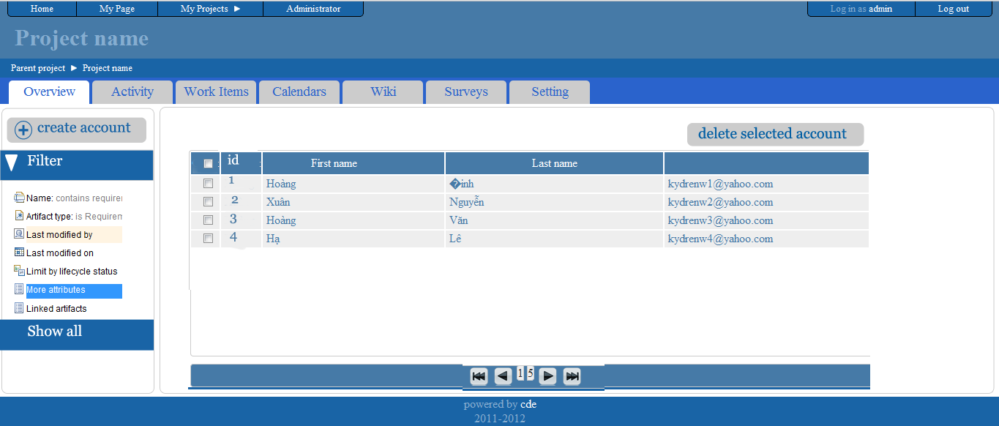 Home My Page My Projects ► Administrator Log in as admin Log out
Project name
Parent project ► Project name
Overview Activity Work Items Calendars Wiki Surveys Setting
create account
delete selected account
Filter
id First name Last name
1 Hoàng �inh kydrenw1@yahoo.com
2 Xuân Nguyễn kydrenw2@yahoo.com
3 Hoàng Văn kydrenw3@yahoo.com
4 Hạ Lê kydrenw4@yahoo.com
Name: contains require
Artifact type: is Requirem
Last modified by
Last modified on
Limit by lifecycle status
More attributes
Linked artifacts
Show all
1 5
powered by cde
2011-2012